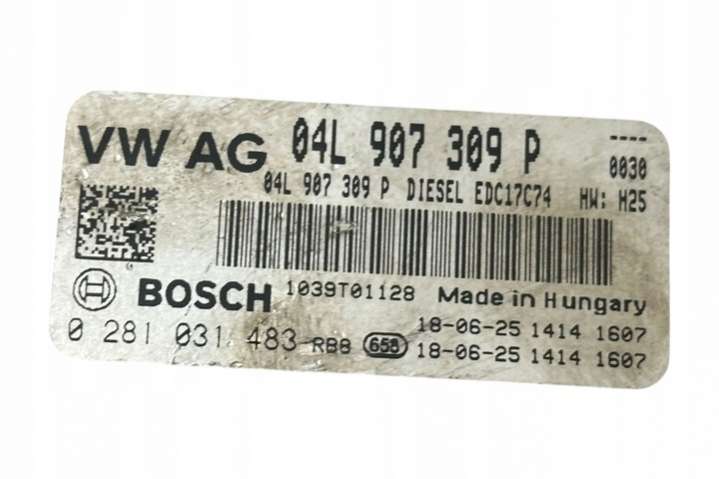 VW AG 04L 907 309 P ----
0030
04L 907 309 P DIESEL EDC17C74 HW: H25
BOSCH 1039T01128 Made in Hungary
0 281 031 483 RB8 658 18-06-25 1414 1607
18-06-25 1414 1607